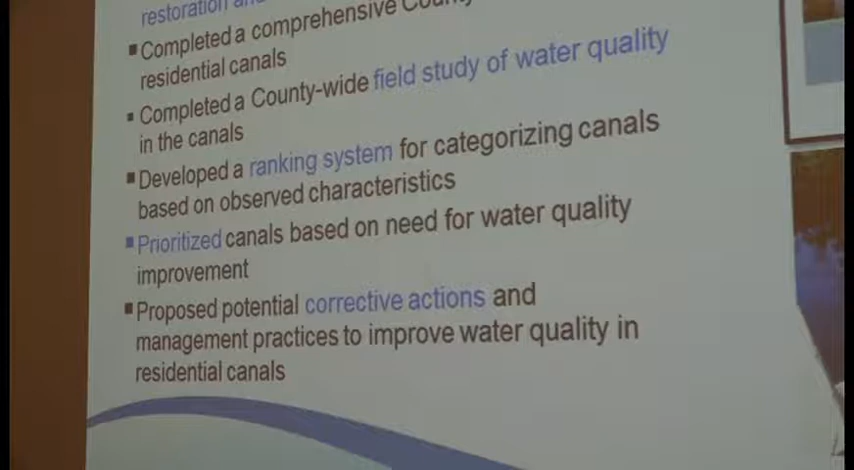 restoration and
▪ Completed a comprehensive County
residential canals
▪ Completed a County-wide field study of water quality
in the canals
▪ Developed a ranking system for categorizing canals
based on observed characteristics
▪ Prioritized canals based on need for water quality
improvement
▪ Proposed potential corrective actions and
management practices to improve water quality in
residential canals